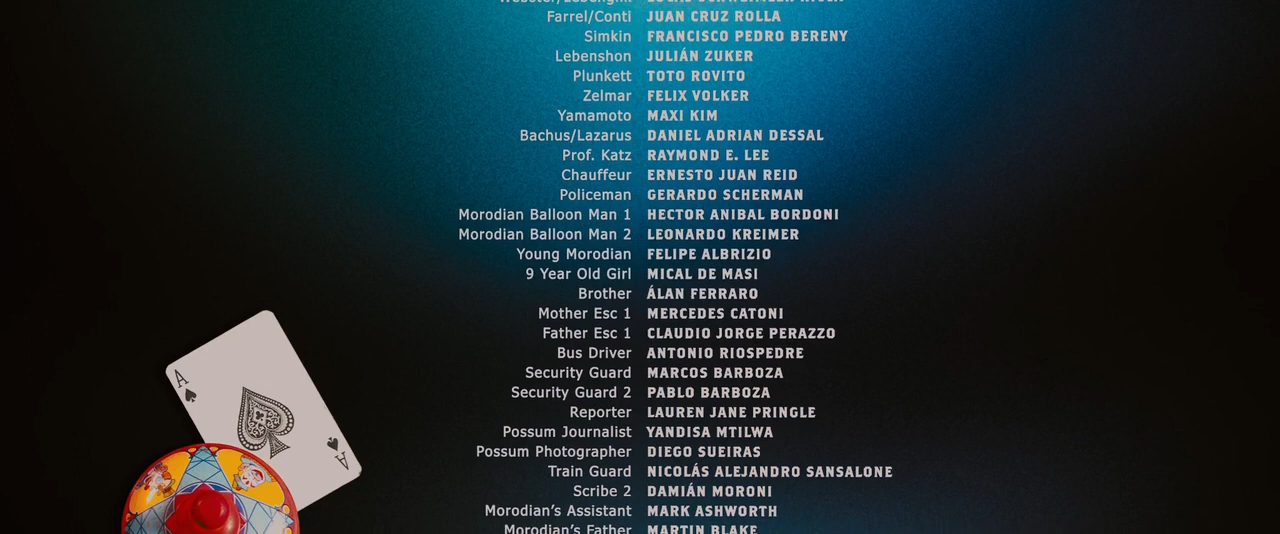 Farrel/Conti JUAN CRUZ ROLLA
Simkin FRANCISCO PEDRO BERENY
Lebenshon JULIÁN ZUKER
Plunkett TOTO ROVITO
Zelmar FELIX VOLKER
Yamamoto MAXI KIM
Bachus/Lazarus DANIEL ADRIAN DESSAL
Prof. Katz RAYMOND E. LEE
Chauffeur ERNESTO JUAN REID
Policeman GERARDO SCHERMAN
Morodian Balloon Man 1 HECTOR ANIBAL BORDONI
Morodian Balloon Man 2 LEONARDO KREIMER
Young Morodian FELIPE ALBRIZIO
9 Year Old Girl MICAL DE MASI
Brother ÁLAN FERRARO
Mother Esc 1 MERCEDES CATONI
Father Esc 1 CLAUDIO JORGE PERAZZO
Bus Driver ANTONIO RIOSPEDRE
Security Guard MARCOS BARBOZA
Security Guard 2 PABLO BARBOZA
Reporter LAUREN JANE PRINGLE
Possum Journalist YANDISA MTILWA
Possum Photographer DIEGO SUEIRAS
Train Guard NICOLÁS ALEJANDRO SANSALONE
Scribe 2 DAMIÁN MORONI
Morodian's Assistant MARK ASHWORTH
Morodian's Father MARTIN BLAKE
A
A